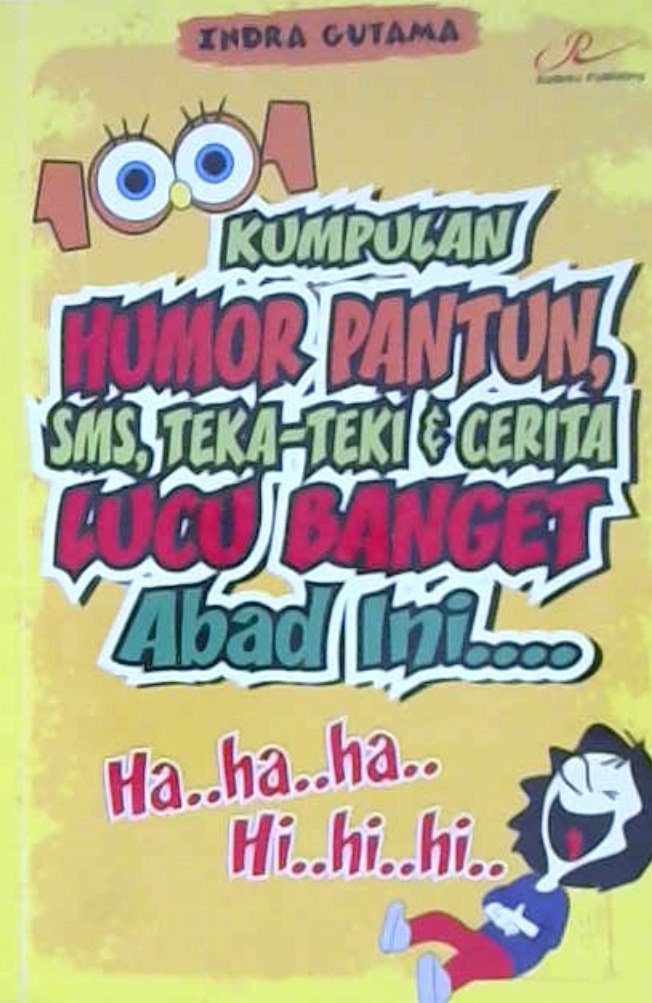 INDRA GUTAMA
1001
KUMPULAN
HUMOR PANTUN,
SMS, TEKA-TEKI & CERITA
LUCU BANGET
Abad Ini....
Ha..ha..ha..
Hi..hi..hi..